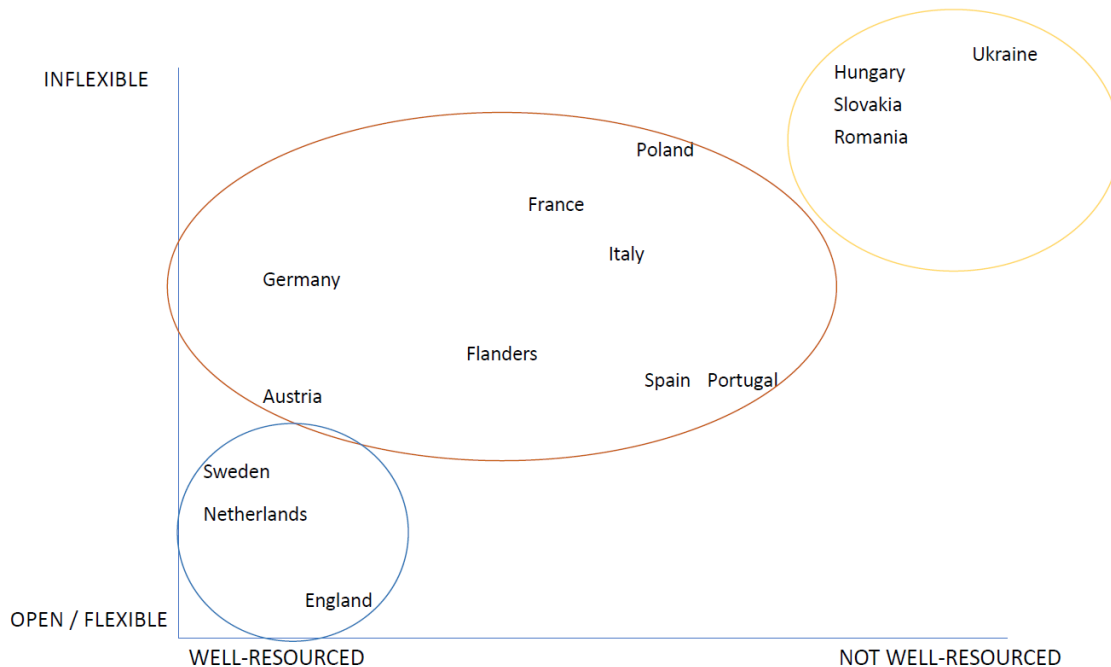 Ukraine
INFLEXIBLE
Hungary
Slovakia
Romania
Poland
France
Italy
Germany
Flanders
Spain
Portugal
Austria
Sweden
Netherlands
England
OPEN / FLEXIBLE
WELL-RESOURCED
NOT WELL-RESOURCED